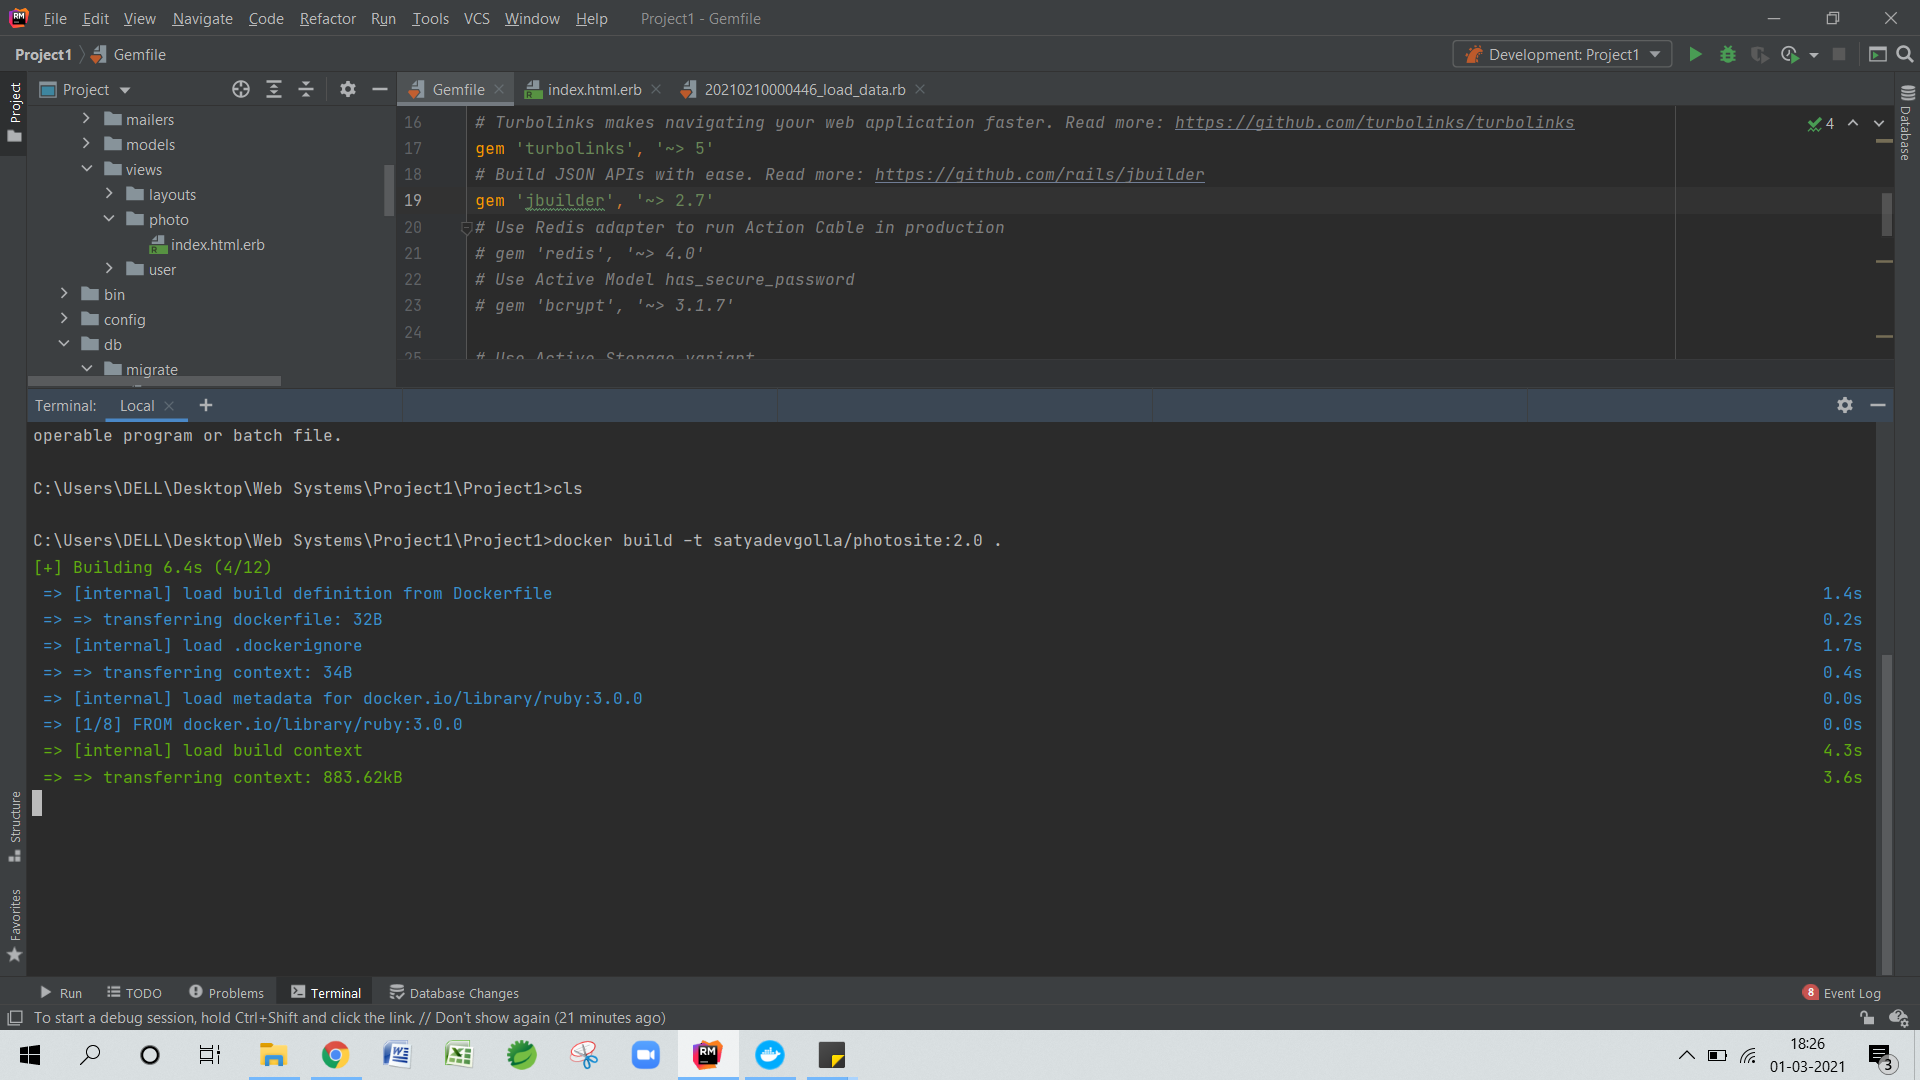 File Edit View Navigate Code Refactor Run Tools VCS Window Help Project1 - Gemfile
Project1 Gemfile Development: Project1
Project
Project
Gemfile index.html.erb 20210210000446_load_data.rb
Database
mailers
models
views
layouts
photo
index.html.erb
user
bin
config
db
migrate
16 # Turbolinks makes navigating your web application faster. Read more: https://github.com/turbolinks/turbolinks
4
17 gem 'turbolinks', '~> 5'
18 # Build JSON APIs with ease. Read more: https://github.com/rails/jbuilder
19 gem 'jbuilder', '~> 2.7'
20 # Use Redis adapter to run Action Cable in production
21 # gem 'redis', '~> 4.0'
22 # Use Active Model has_secure_password
23 # gem 'bcrypt', '~> 3.1.7'
24
25 # Use Active Storage variant
Terminal: Local +
operable program or batch file.
C:\Users\DELL\Desktop\Web Systems\Project1\Project1>cls
C:\Users\DELL\Desktop\Web Systems\Project1\Project1>docker build -t satyadevgolla/photosite:2.0 .
[+] Building 6.4s (4/12)
=> [internal] load build definition from Dockerfile 1.4s
=> => transferring dockerfile: 32B 0.2s
=> [internal] load .dockerignore 1.7s
=> => transferring context: 34B 0.4s
=> [internal] load metadata for docker.io/library/ruby:3.0.0 0.0s
=> [1/8] FROM docker.io/library/ruby:3.0.0 0.0s
=> [internal] load build context 4.3s
=> => transferring context: 883.62kB 3.6s
Structure
Favorites
Run TODO Problems Terminal Database Changes 8 Event Log
To start a debug session, hold Ctrl+Shift and click the link. // Don't show again (21 minutes ago)
18:26
01-03-2021
3